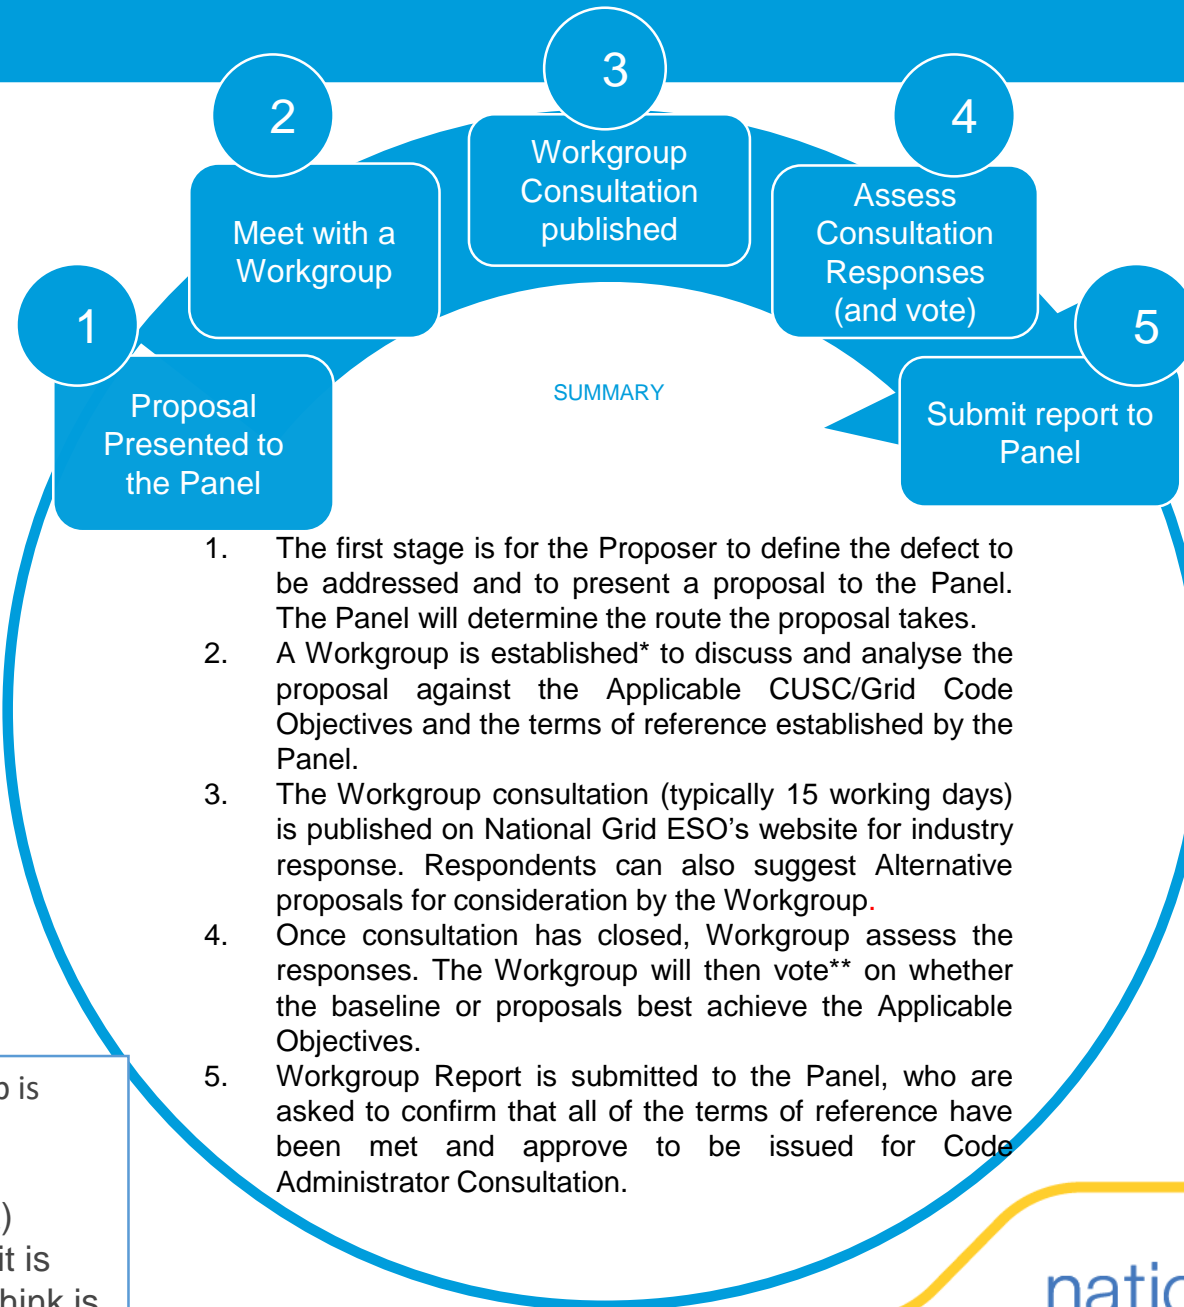 1
Proposal
Presented to
the Panel
2
Meet with a
Workgroup
3
Workgroup
Consultation
published
4
Assess
Consultation
Responses
(and vote)
5
Submit report to
Panel
SUMMARY
1. The first stage is for the Proposer to define the defect to
be addressed and to present a proposal to the Panel.
The Panel will determine the route the proposal takes.
2. A Workgroup is established* to discuss and analyse the
proposal against the Applicable CUSC/Grid Code
Objectives and the terms of reference established by the
Panel.
3. The Workgroup consultation (typically 15 working days)
is published on National Grid ESO’s website for industry
response. Respondents can also suggest Alternative
proposals for consideration by the Workgroup.
4. Once consultation has closed, Workgroup assess the
responses. The Workgroup will then vote** on whether
the baseline or proposals best achieve the Applicable
Objectives.
5. Workgroup Report is submitted to the Panel, who are
asked to confirm that all of the terms of reference have
been met and approve to be issued for Code
Administrator Consultation.
is
)
it is
hink is
natio